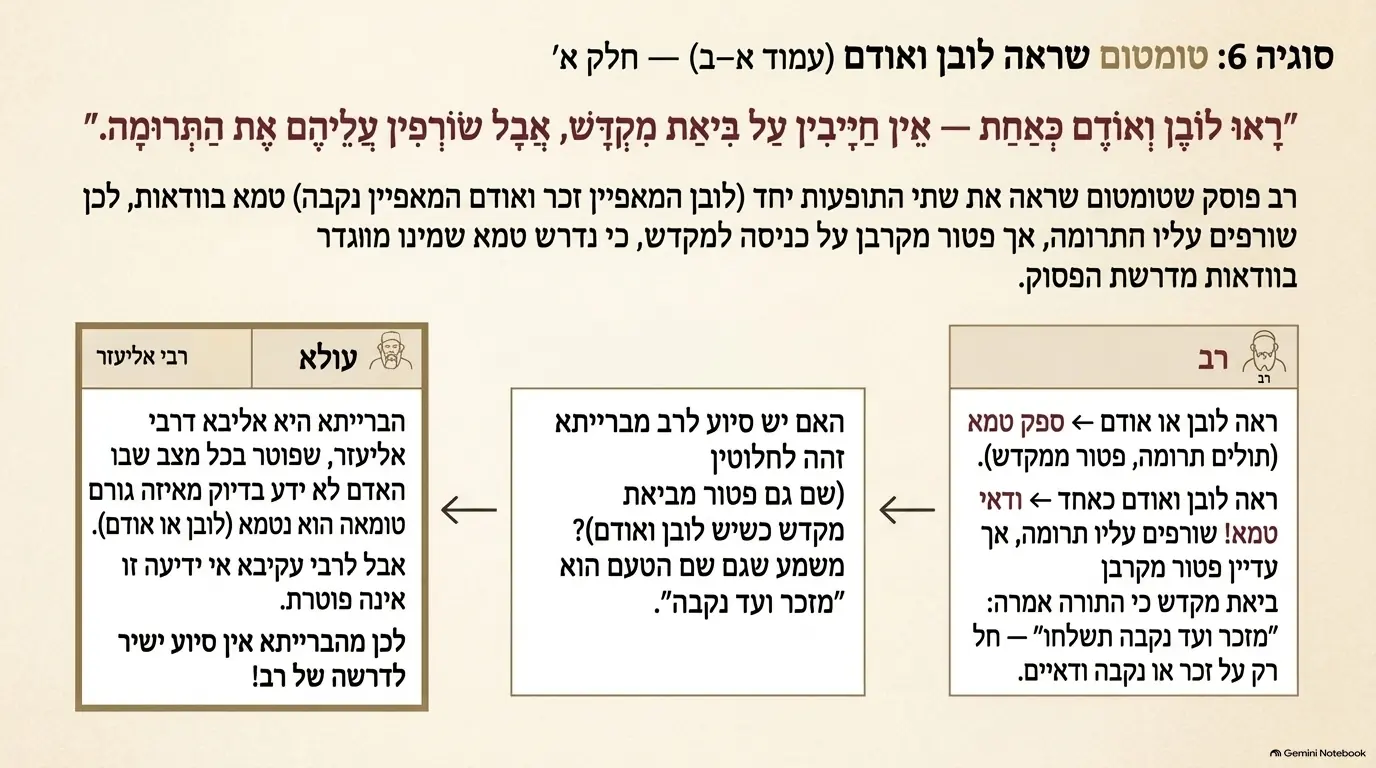 סוגיה 6: טומטום שראה לובן ואודם (עמוד א–ב) — חלק א'
"רָאוּ לוֹבֶן וְאוֹדֶם כְּאַחַת — אֵין חַיָּיבִין עַל בִּיאַת מִקְדָּשׁ, אֲבָל שׂוֹרְפִין עֲלֵיהֶם אֶת הַתְּרוּמָה."
רב פוסק שטומטום שראה את שתי התופעות יחד (לובן המאפיין זכר ואודם המאפיין נקבה) טמא בוודאות, לכן
שורפים עליו חתרומה, אך פטור מקרבן על כניסה למקדש, כי נדרש טמא שמינו מווגדר
בוודאות מדרשת הפסוק.
רב
רב
ראה לובן או אודם ← ספק טמא
(תולים תרומה, פטור ממקדש).
ראה לובן ואודם כאחד ← ודאי
טמא! שורפים עליו תרומה, אך
עדיין פטור מקרבן
ביאת מקדש כי התורה אמרה:
"מזכר ועד נקבה תשלחו" – חל
רק על זכר או נקבה ודאיים.
האם יש סיוע לרב מברייתא
זהה לחלוטין
(שם גם פטור מביאת
מקדש כשיש לובן ואודם)?
משמע שגם שם הטעם הוא
"מזכר ועד נקבה".
עולא
רבי אליעזר
הברייתא היא אליבא דרבי
אליעזר, שפוטר בכל מצב שבו
האדם לא ידע בדיוק מאיזה גורם
טומאה הוא נטמא (לובן או אודם).
אבל לרבי עקיבא אי ידיעה זו
אינה פוטרת.
לכן מהברייתא אין סיוע ישיר
לדרשה של רב!
Gemini Notebook